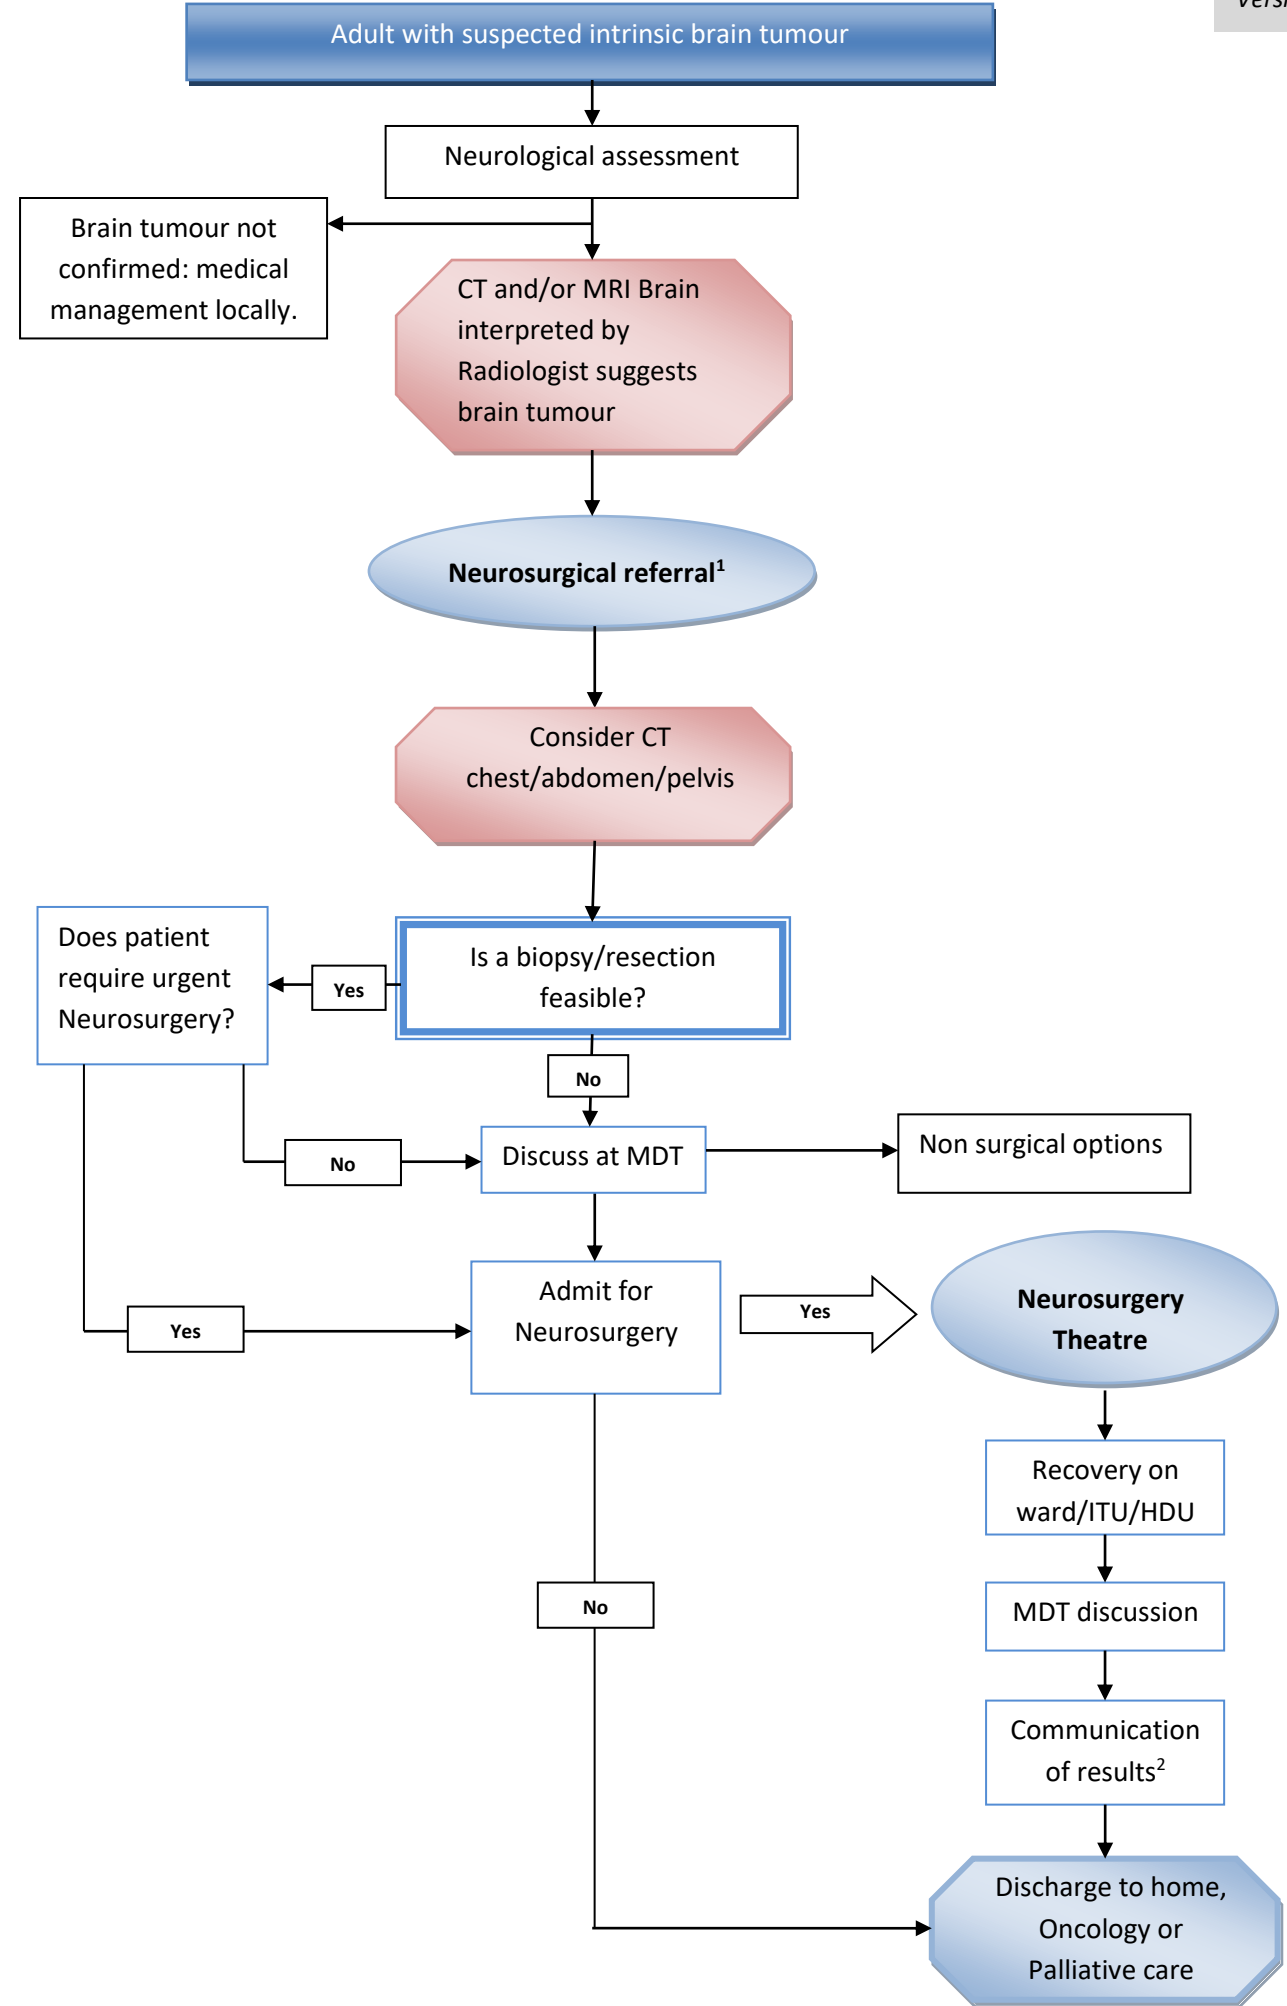 Adult with suspected intrinsic brain tumour
Neurological assessment
Brain tumour not
confirmed: medical
management locally.
CT and/or MRI Brain
interpreted by
Radiologist suggests
brain tumour
Neurosurgical referral¹
Consider CT
chest/abdomen/pelvis
Does patient
require urgent
Neurosurgery?
Yes
Is a biopsy/resection
feasible?
No
No
Discuss at MDT
Non surgical options
Yes
Admit for
Neurosurgery
Yes
Neurosurgery
Theatre
Recovery on
ward/ITU/HDU
No
MDT discussion
Communication
of results²
Discharge to home,
Oncology or
Palliative care